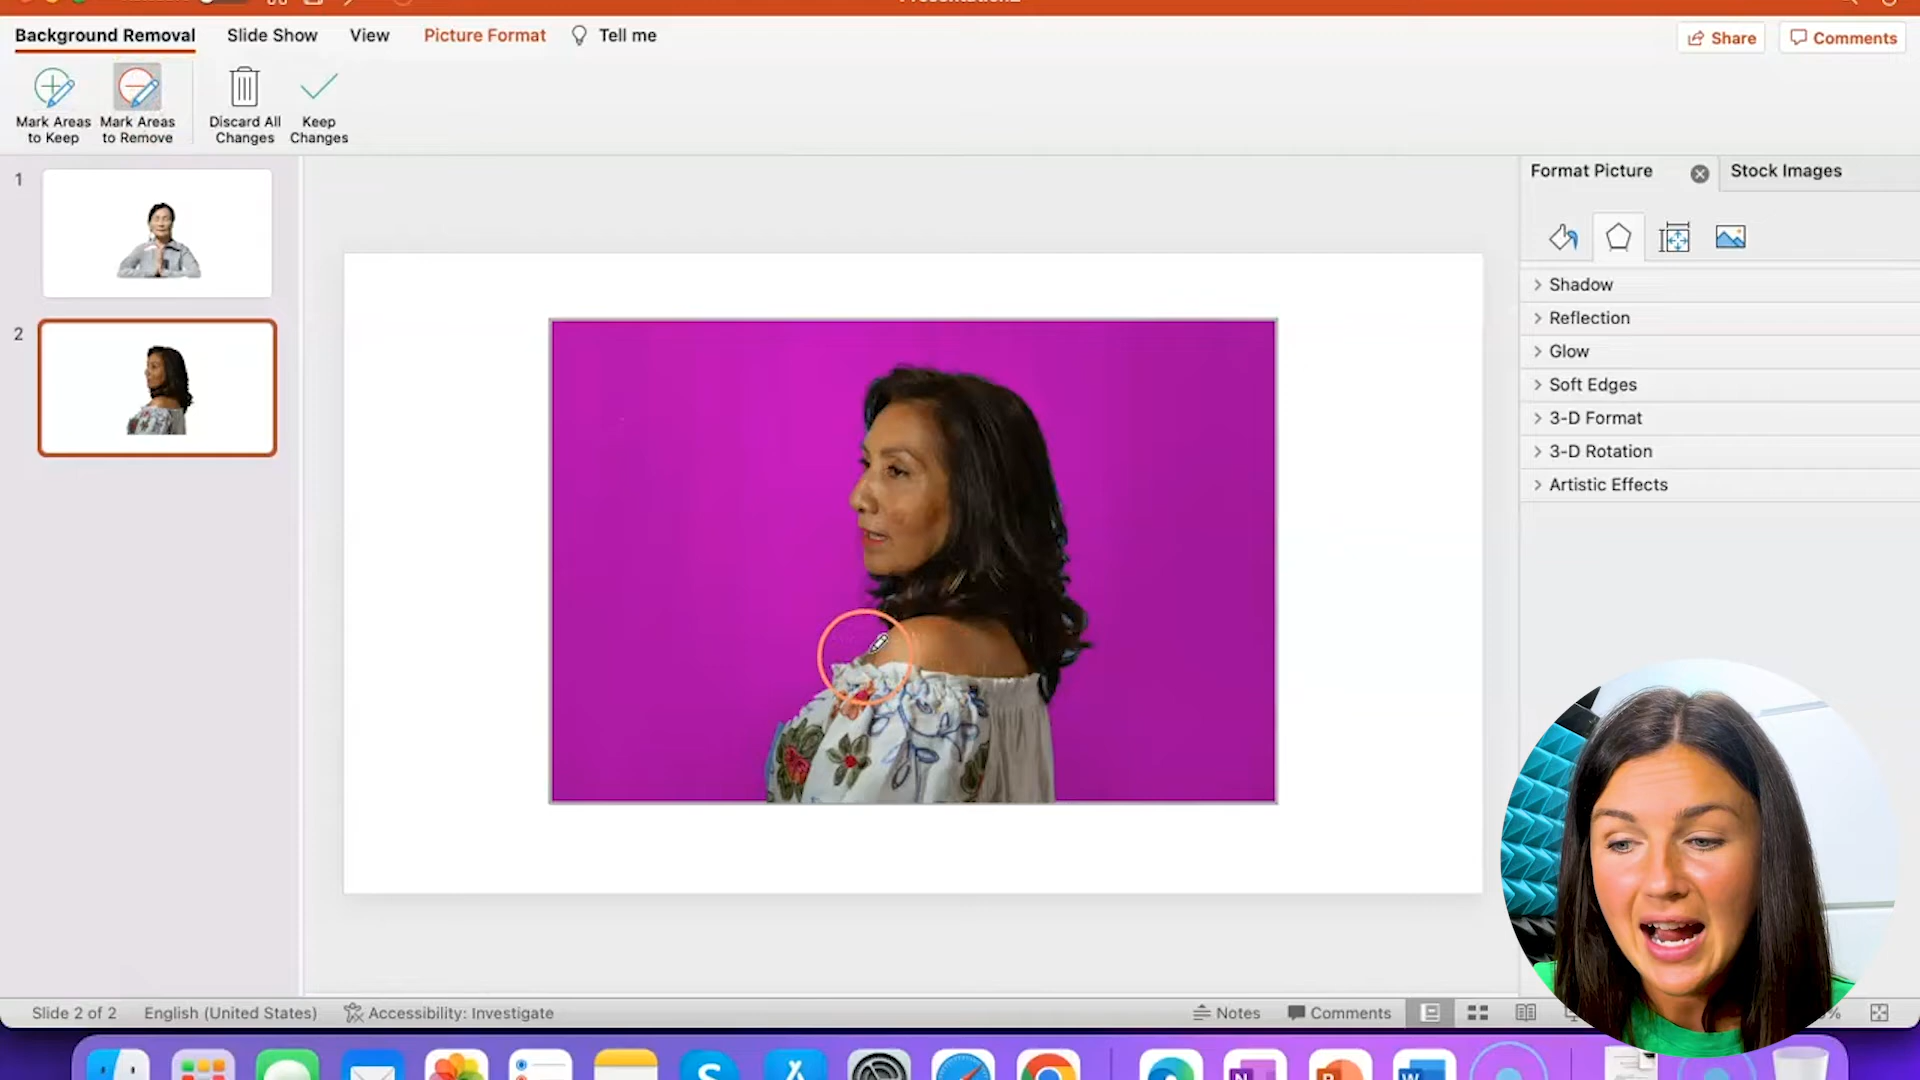 Background Removal Slide Show View Picture Format Tell me
Share Comments
Mark Areas to Keep
Mark Areas to Remove
Discard All Changes
Keep Changes
1
2
Format Picture Stock Images
Shadow
Reflection
Glow
Soft Edges
3-D Format
3-D Rotation
Artistic Effects
Slide 2 of 2 English (United States) Accessibility: Investigate Notes Comments